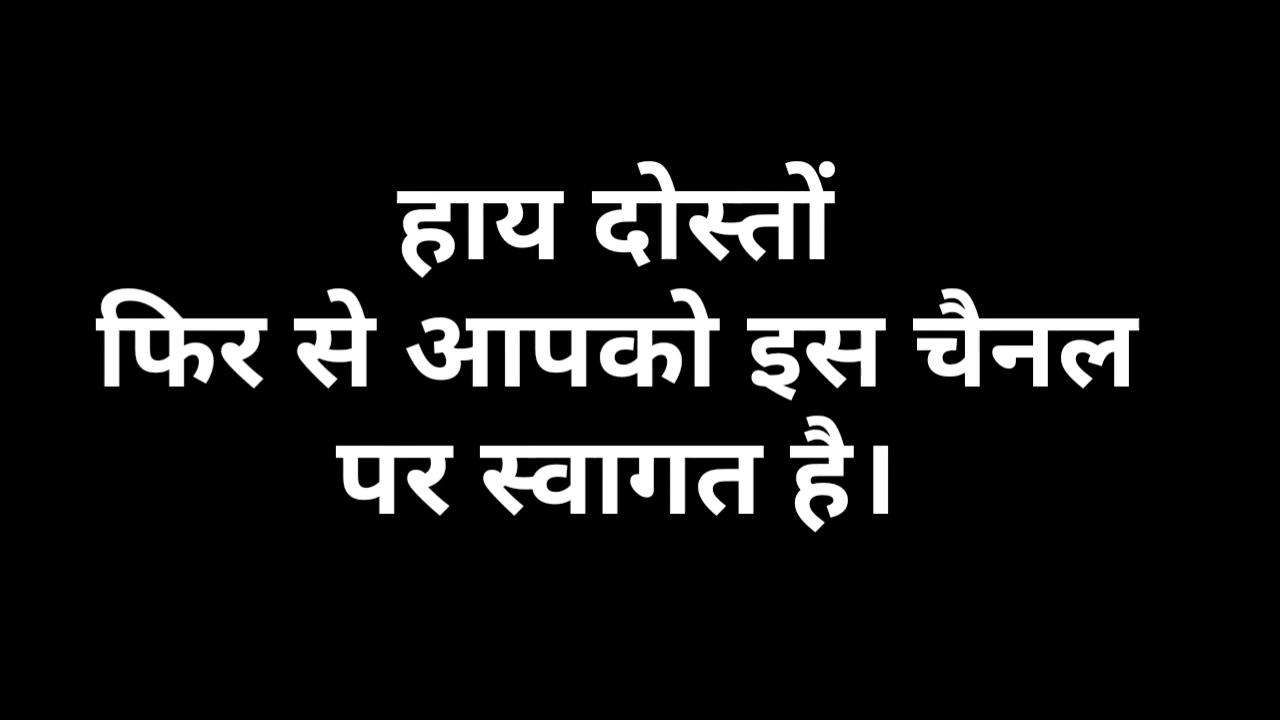 हाय दोस्तों
फिर से आपको इस चैनल
पर स्वागत है।